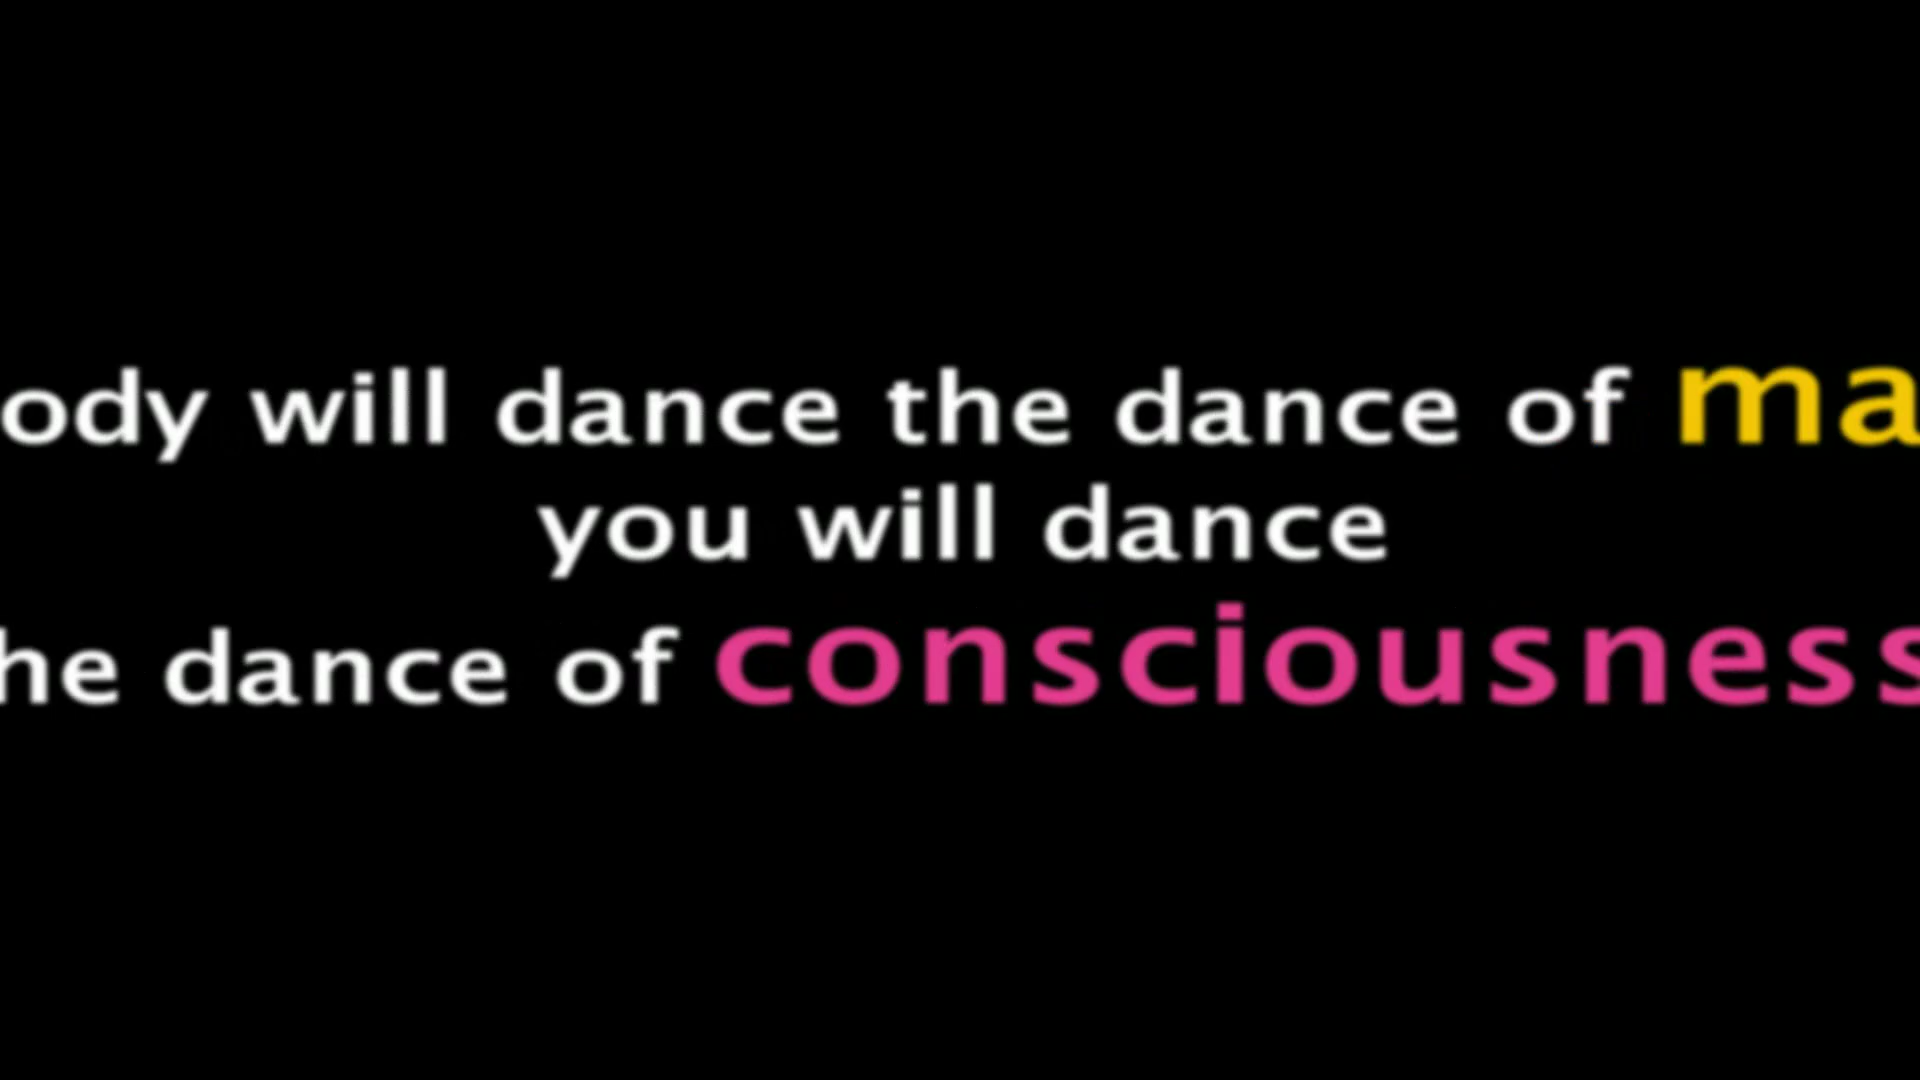 ody will dance the dance of ma
you will dance
he dance of consciousness